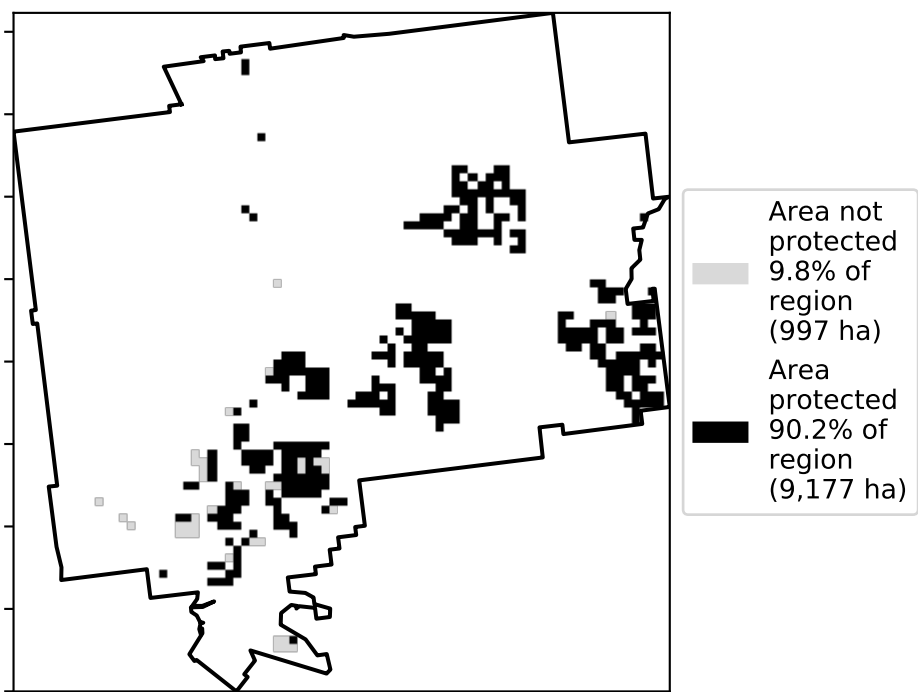 Area not
protected
9.8% of
region
(997 ha)
Area
protected
90.2% of
region
(9,177 ha)